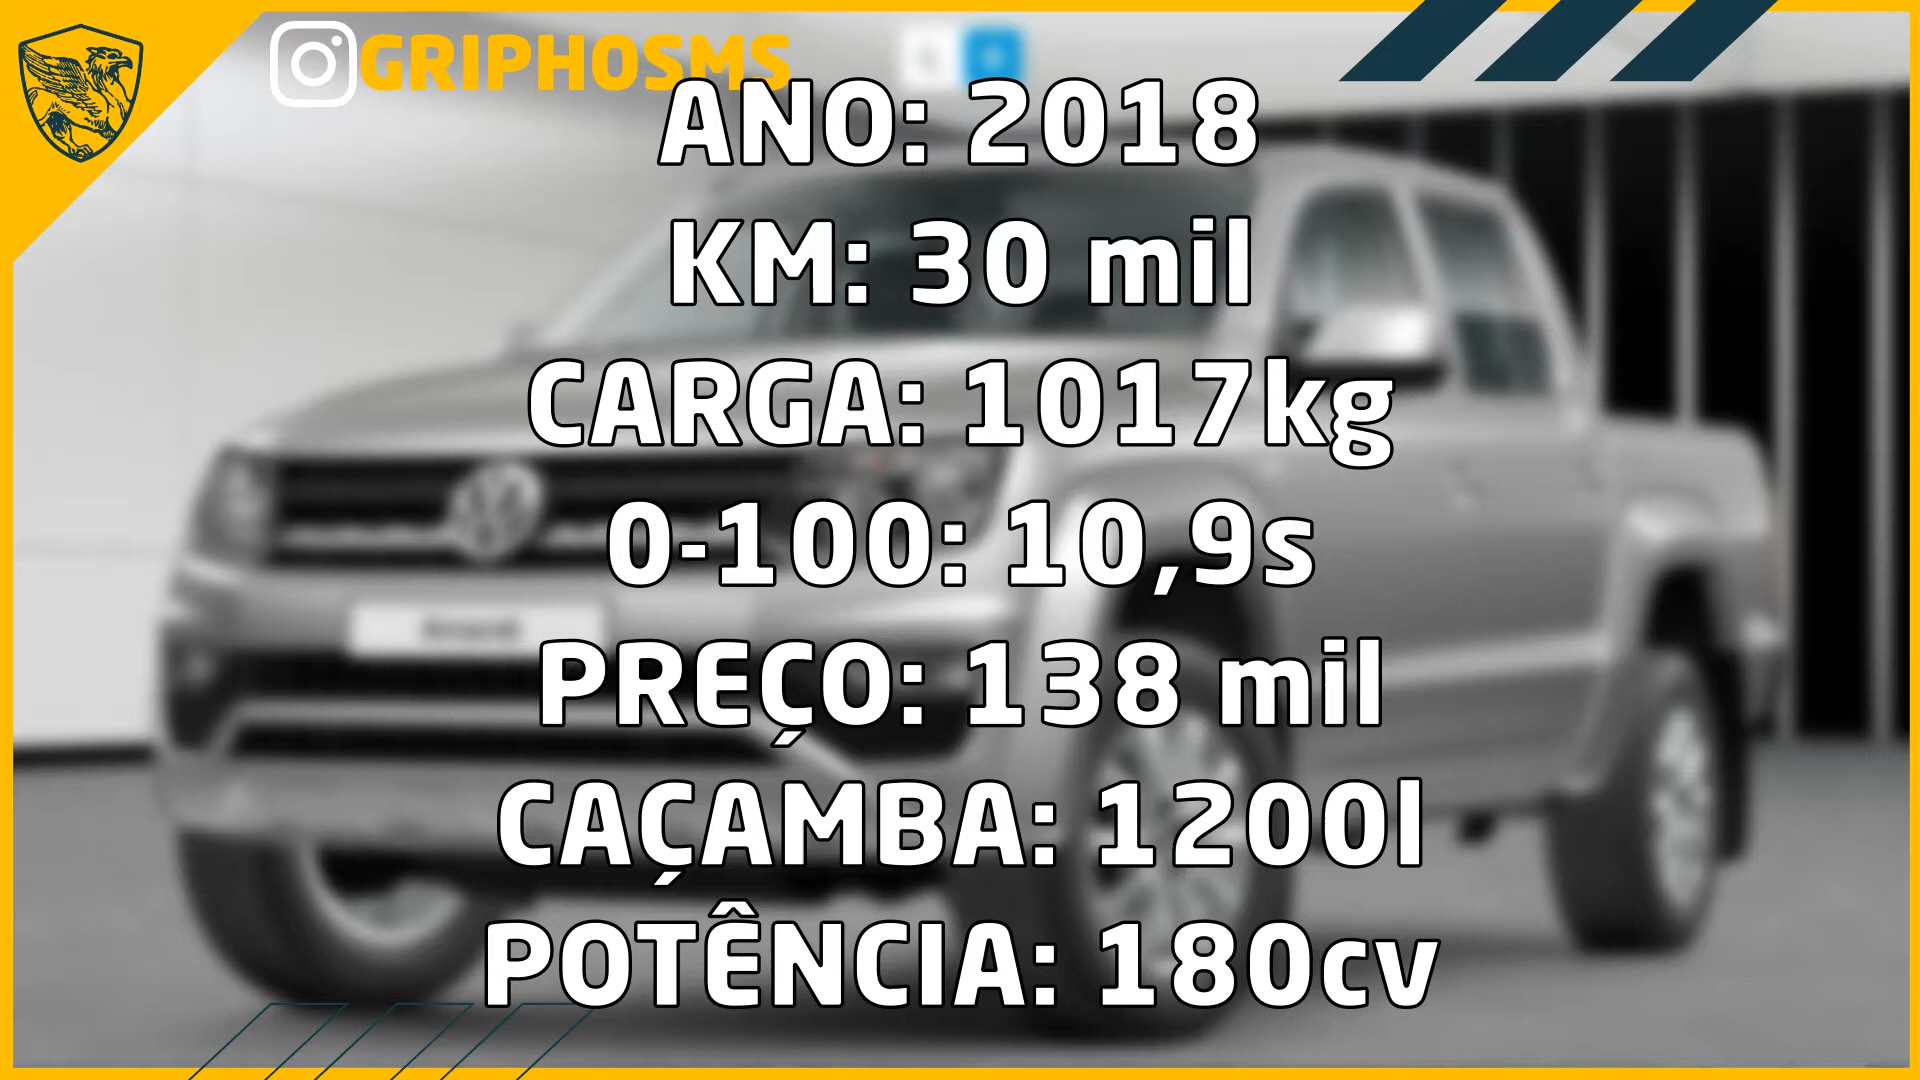 GRIPHOSMS
ANO: 2018
KM: 30 mil
CARGA: 1017kg
0-100: 10,9s
PREÇO: 138 mil
CAÇAMBA: 1200l
POTÊNCIA: 180cv